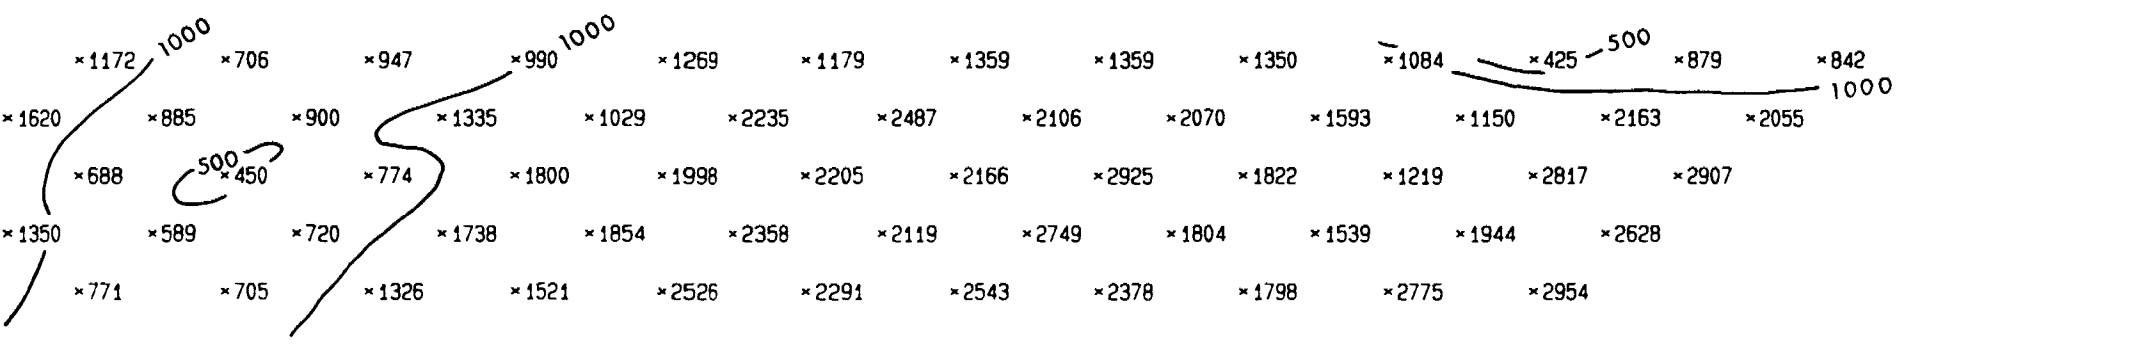 1000 1000 500
×1172 ×706 ×947 ×990 ×1269 ×1179 ×1359 ×1359 ×1350 ×1084 ×425 ×879 ×842
1000
×1620 ×885 ×900 ×1335 ×1029 ×2235 ×2487 ×2106 ×2070 ×1593 ×1150 ×2163 ×2055
500
×688 ×450 ×774 ×1800 ×1998 ×2205 ×2166 ×2925 ×1822 ×1219 ×2817 ×2907
×1350 ×589 ×720 ×1738 ×1854 ×2358 ×2119 ×2749 ×1804 ×1539 ×1944 ×2628
×771 ×705 ×1326 ×1521 ×2526 ×2291 ×2543 ×2378 ×1798 ×2775 ×2954